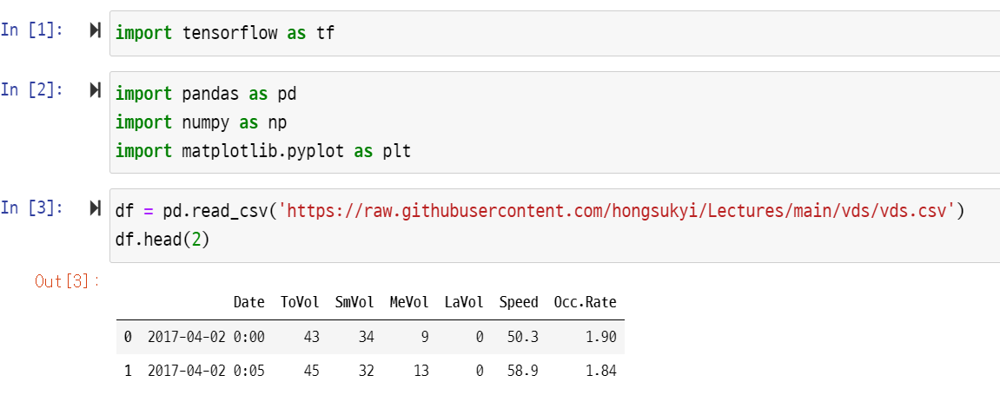 In [1]: import tensorflow as tf
In [2]: import pandas as pd
import numpy as np
import matplotlib.pyplot as plt
In [3]: df = pd.read_csv('https://raw.githubusercontent.com/hongsukyi/Lectures/main/vds/vds.csv')
df.head(2)
Out[3]:
Date ToVol SmVol MeVol LaVol Speed Occ.Rate
0 2017-04-02 0:00 43 34 9 0 50.3 1.90
1 2017-04-02 0:05 45 32 13 0 58.9 1.84